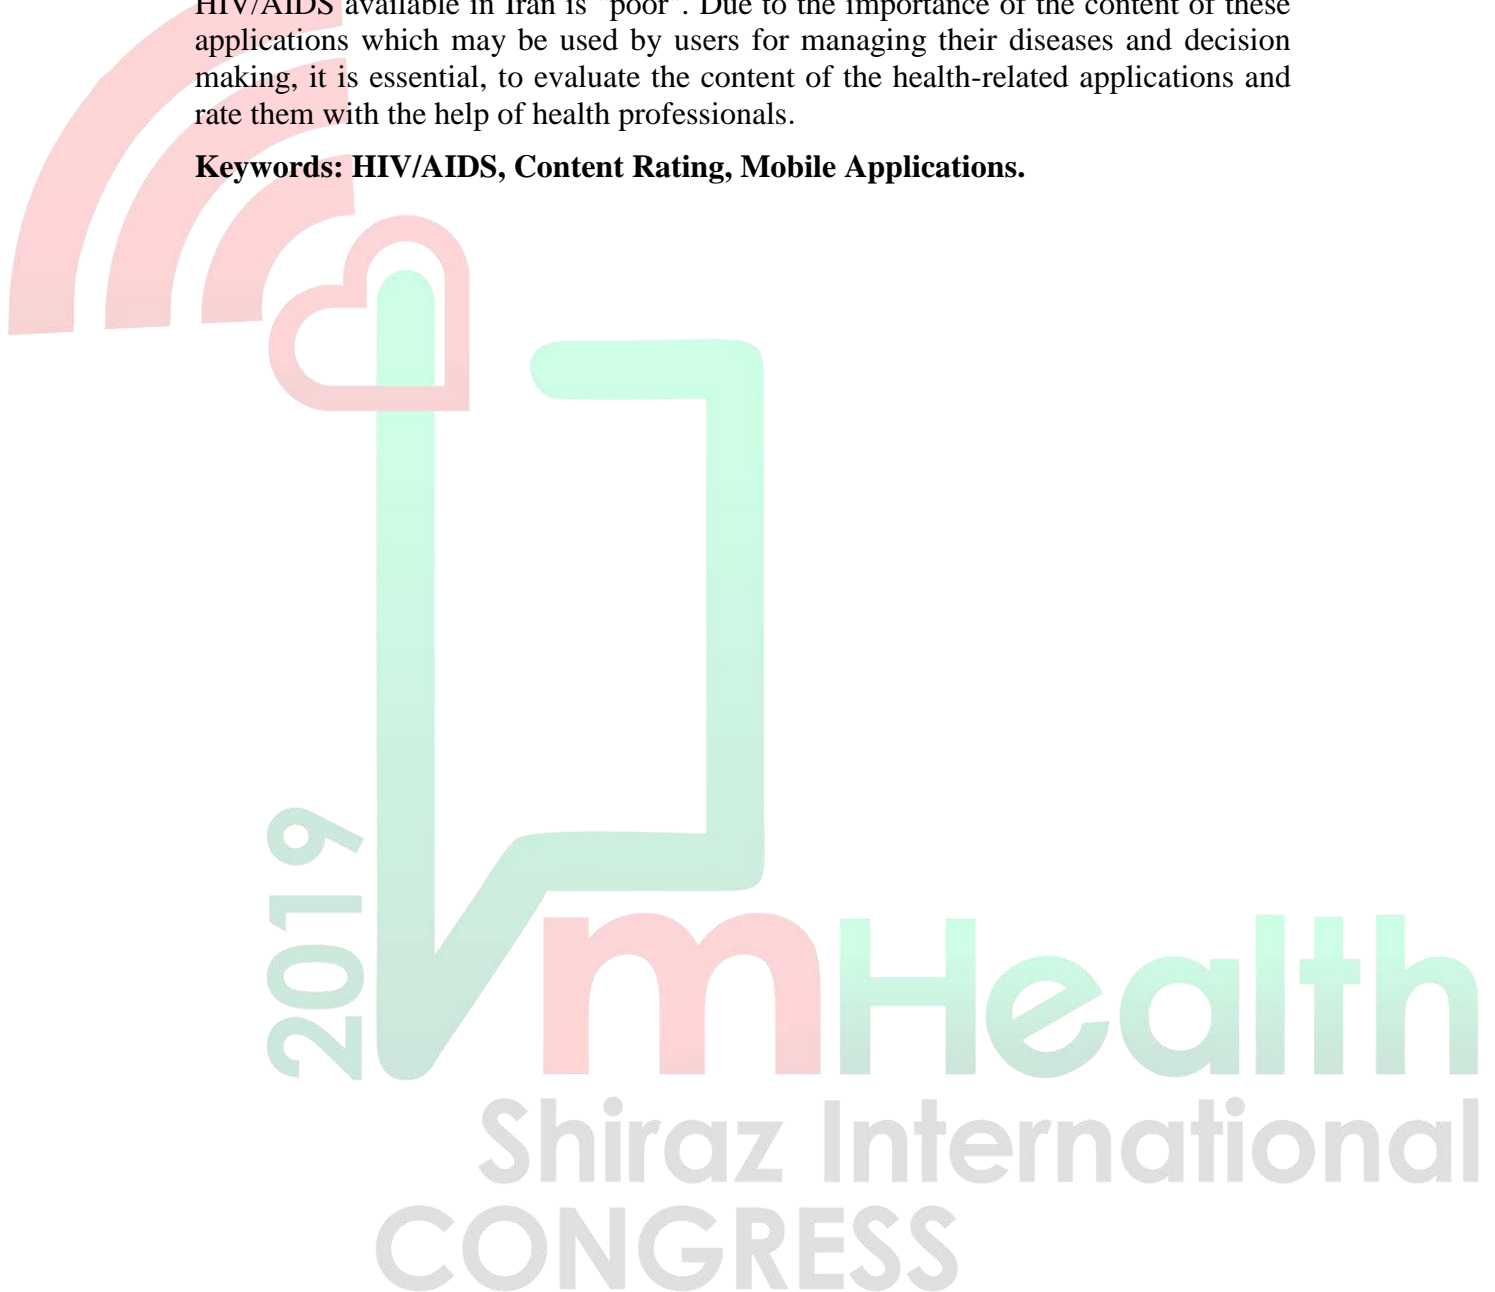 HIV/AIDS available in Iran is "poor". Due to the importance of the content of these
applications which may be used by users for managing their diseases and decision
making, it is essential, to evaluate the content of the health-related applications and
rate them with the help of health professionals.
Keywords: HIV/AIDS, Content Rating, Mobile Applications.
2019
mHealth
Shiraz International
CONGRESS